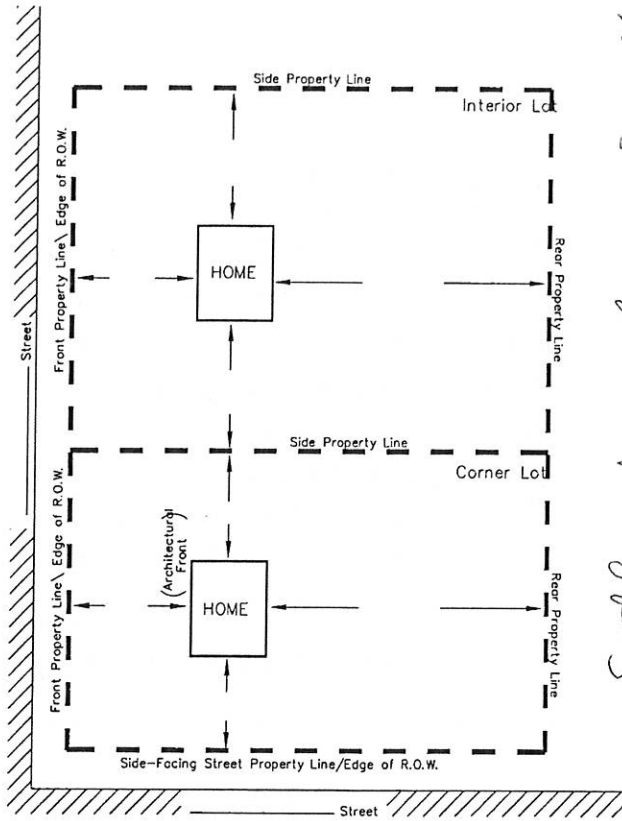 Side Property Line
Interior Lot
Front Property Line\ Edge of R.O.W.
HOME
Rear Property Line
Street
Side Property Line
Corner Lot
Front Property Line\ Edge of R.O.W.
(Architectural
Front)
HOME
Rear Property Line
Side-Facing Street Property Line/Edge of R.O.W.
Street